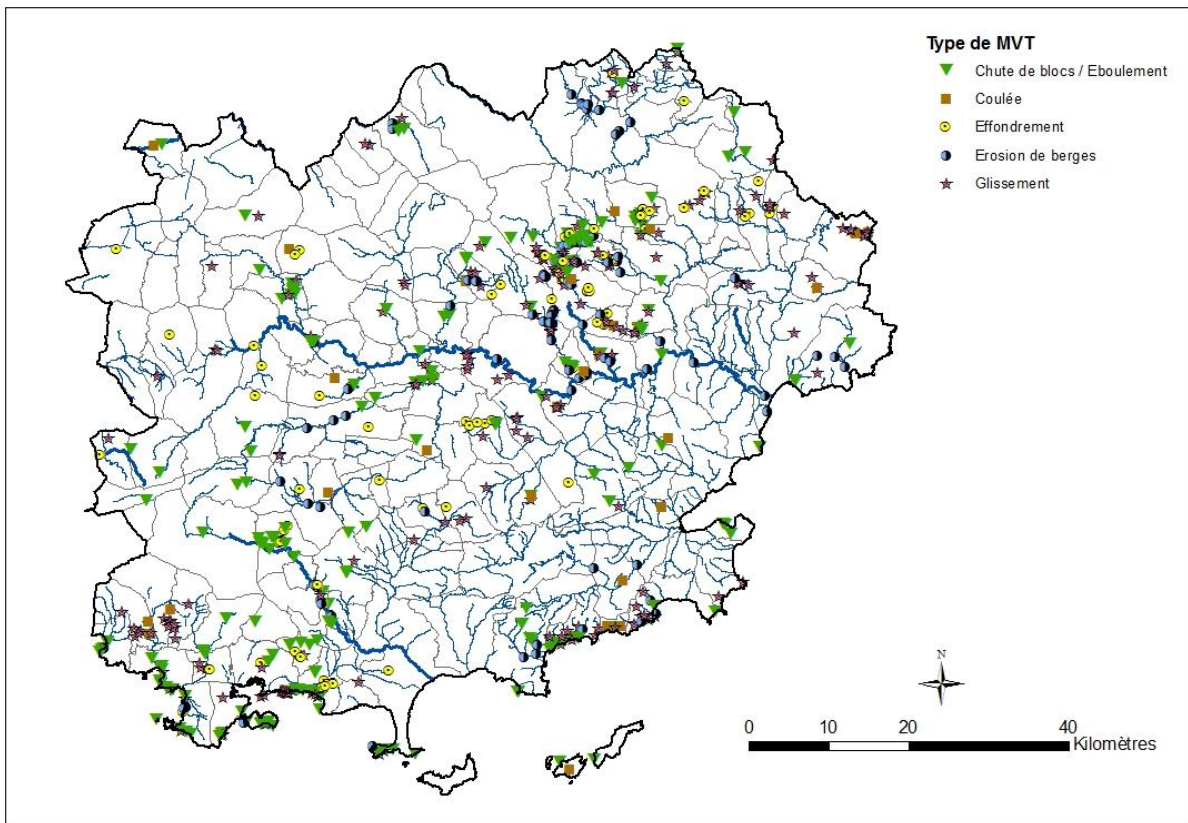 Type de MVT
Chute de blocs / Eboulement
Coulée
Effondrement
Erosion de berges
Glissement
N
0 10 20 40
Kilomètres